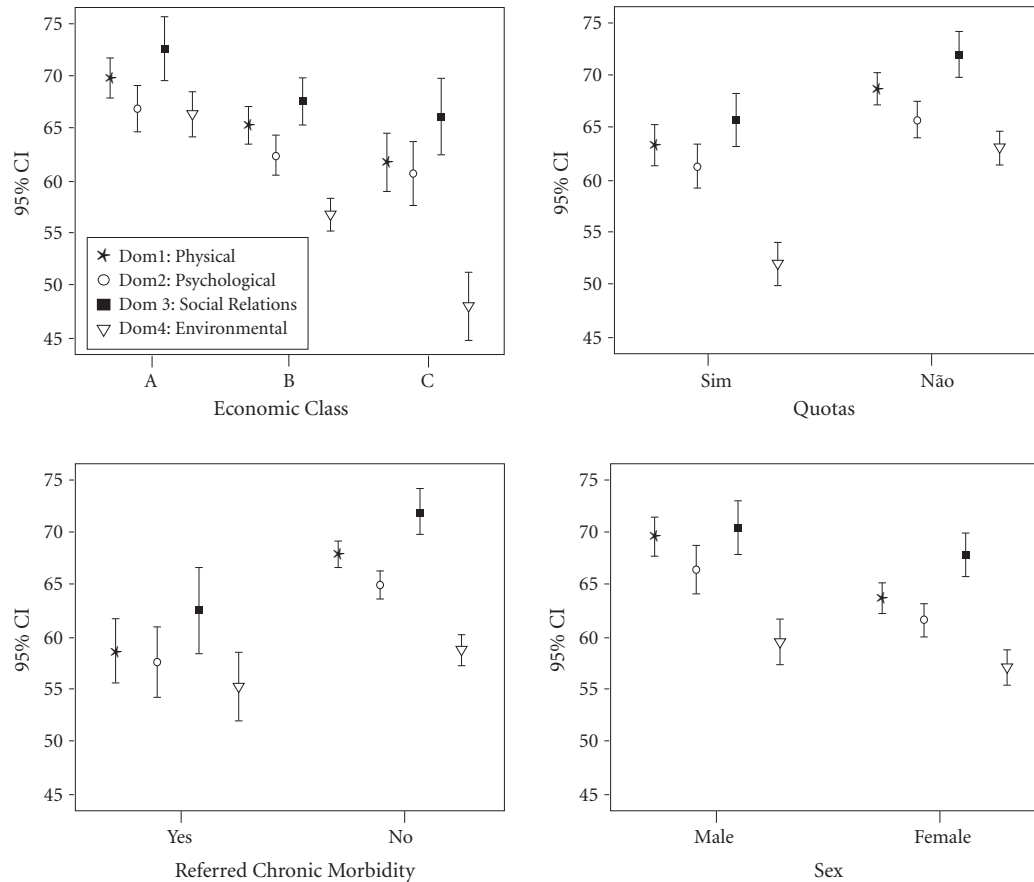 75
70
65
60
55
50
45
95% CI
Dom1: Physical
Dom2: Psychological
Dom 3: Social Relations
Dom4: Environmental
A
B
C
Economic Class
75
70
65
60
55
50
45
95% CI
Sim
Não
Quotas
75
70
65
60
55
50
45
95% CI
Yes
No
Referred Chronic Morbidity
75
70
65
60
55
50
45
95% CI
Male
Female
Sex